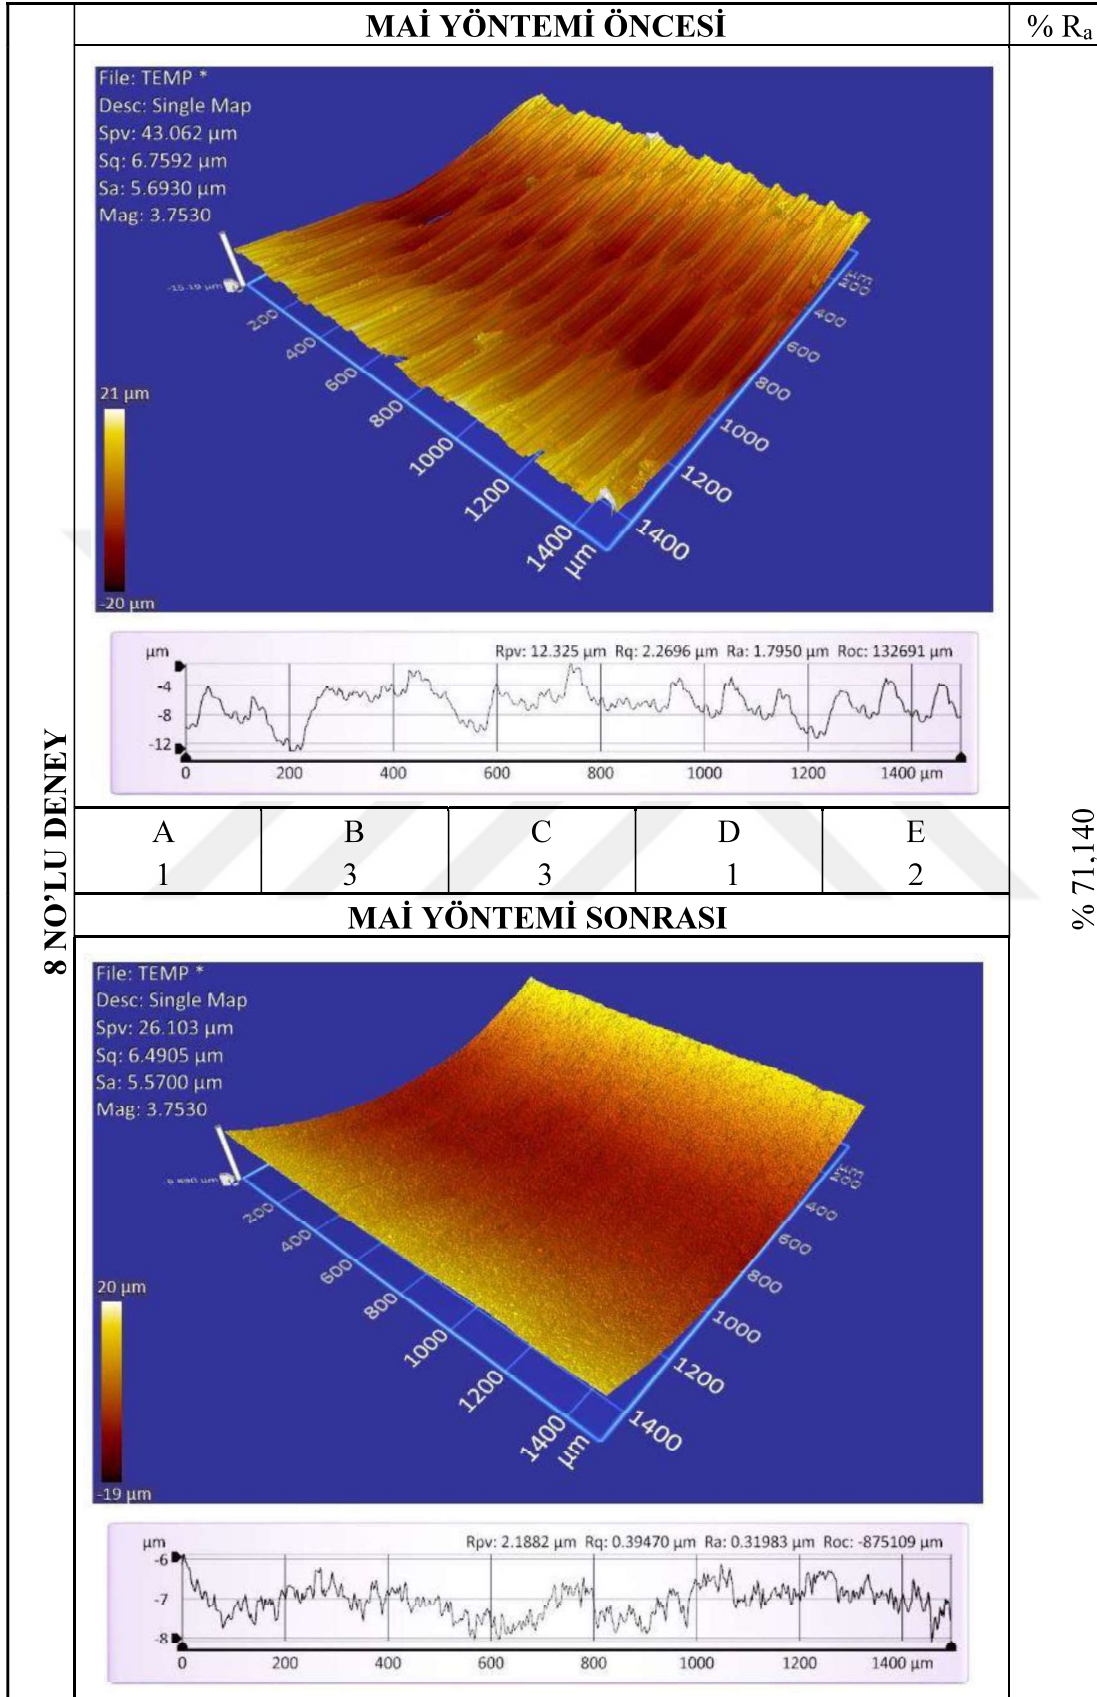 MAİ YÖNTEMİ ÖNCESİ
% Ra
File: TEMP *
Desc: Single Map
Spv: 43.062 µm
Sq: 6.7592 µm
Sa: 5.6930 µm
Mag: 3.7530
-15.19 µm
200
400
600
800
1000
1200
1400
µm
µm
200
400
600
800
1000
1200
1400
21 µm
-20 µm
µm
Rpv: 12.325 µm Rq: 2.2696 µm Ra: 1.7950 µm Roc: 132691 µm
-4
-8
-12
0 200 400 600 800 1000 1200 1400 µm
8 NO'LU DENEY
A B C D E
1 3 3 1 2
% 71,140
MAİ YÖNTEMİ SONRASI
File: TEMP *
Desc: Single Map
Spv: 26.103 µm
Sq: 6.4905 µm
Sa: 5.5700 µm
Mag: 3.7530
200
400
600
800
1000
1200
1400
µm
µm
200
400
600
800
1000
1200
1400
20 µm
-19 µm
µm
Rpv: 2.1882 µm Rq: 0.39470 µm Ra: 0.31983 µm Roc: -875109 µm
-6
-7
-8
0 200 400 600 800 1000 1200 1400 µm